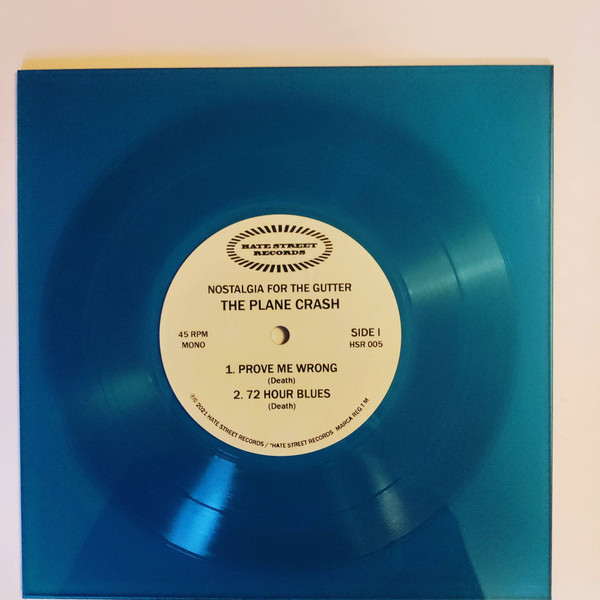 HATE STREET
RECORDS
NOSTALGIA FOR THE GUTTER
THE PLANE CRASH
45 RPM
MONO
SIDE I
HSR 005
1. PROVE ME WRONG
(Death)
2. 72 HOUR BLUES
(Death)
℗© 2021 HATE STREET RECORDS / "HATE STREET RECORDS MARCA REG T M